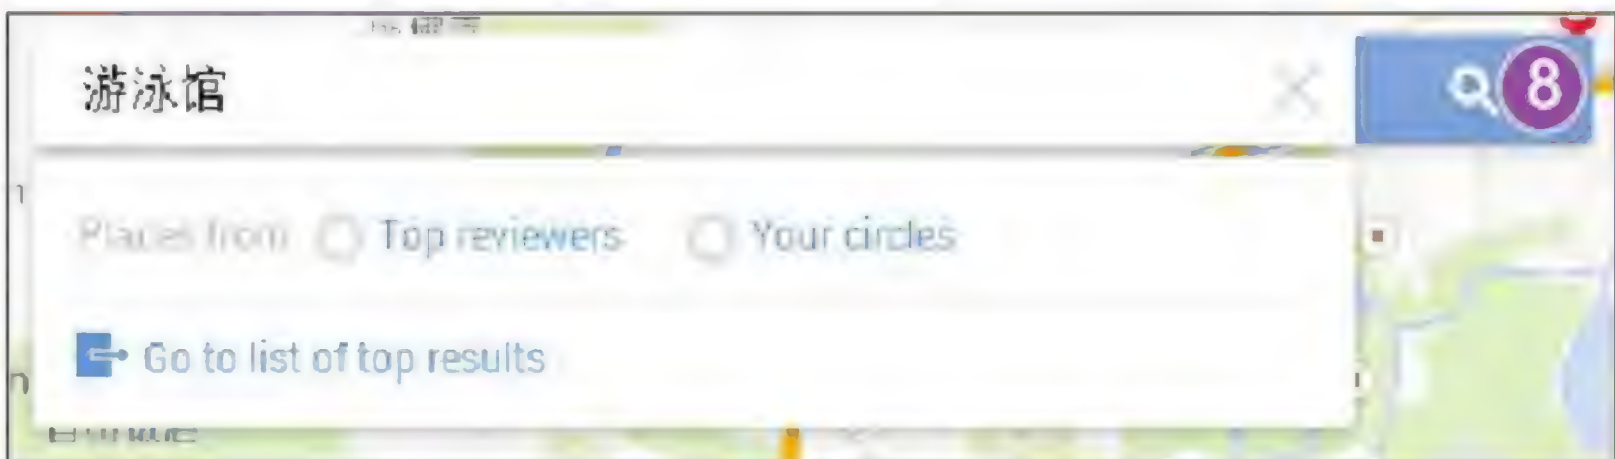 游泳馆
8
Places from Top reviewers Your circles
Go to list of top results